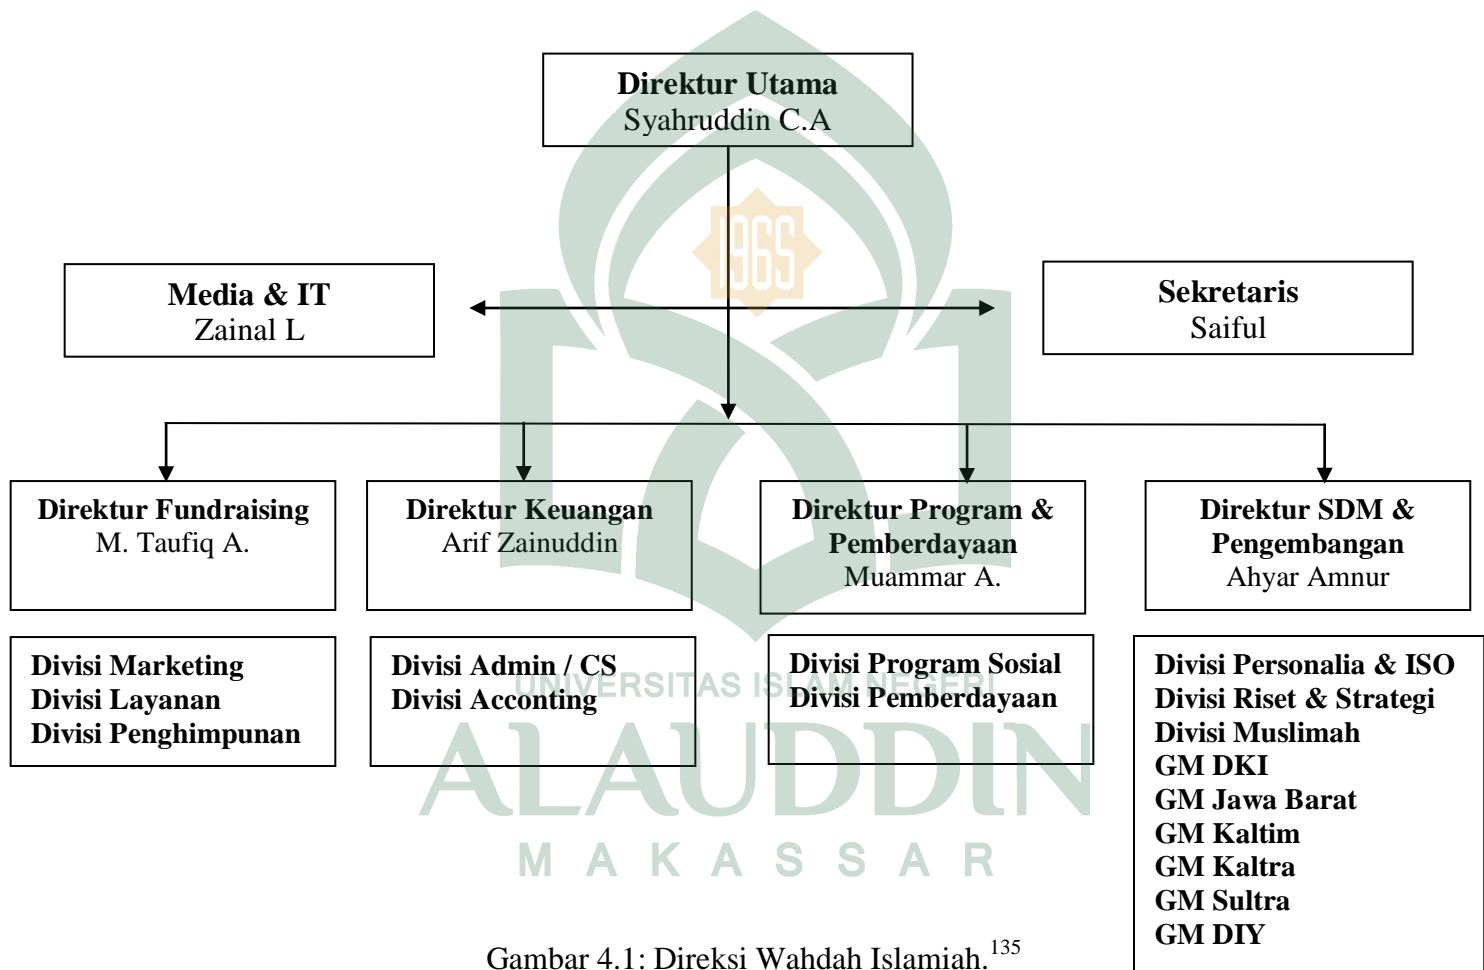 Direktur Utama
Syahruddin C.A
1965
Media & IT
Zainal L
Sekretaris
Saiful
Direktur Fundraising
M. Taufiq A.
Direktur Keuangan
Arif Zainuddin
Direktur Program &
Pemberdayaan
Muammar A.
Direktur SDM &
Pengembangan
Ahyar Amnur
Divisi Marketing
Divisi Layanan
Divisi Penghimpunan
Divisi Admin / CS
Divisi Acconting
Divisi Program Sosial
Divisi Pemberdayaan
Divisi Personalia & ISO
Divisi Riset & Strategi
Divisi Muslimah
GM DKI
GM Jawa Barat
GM Kaltim
GM Kaltra
GM Sultra
GM DIY
UNIVERSITAS ISLAM NEGERI
ALAUDDIN
MAKASSAR
Gambar 4.1: Direksi Wahdah Islamiah.135